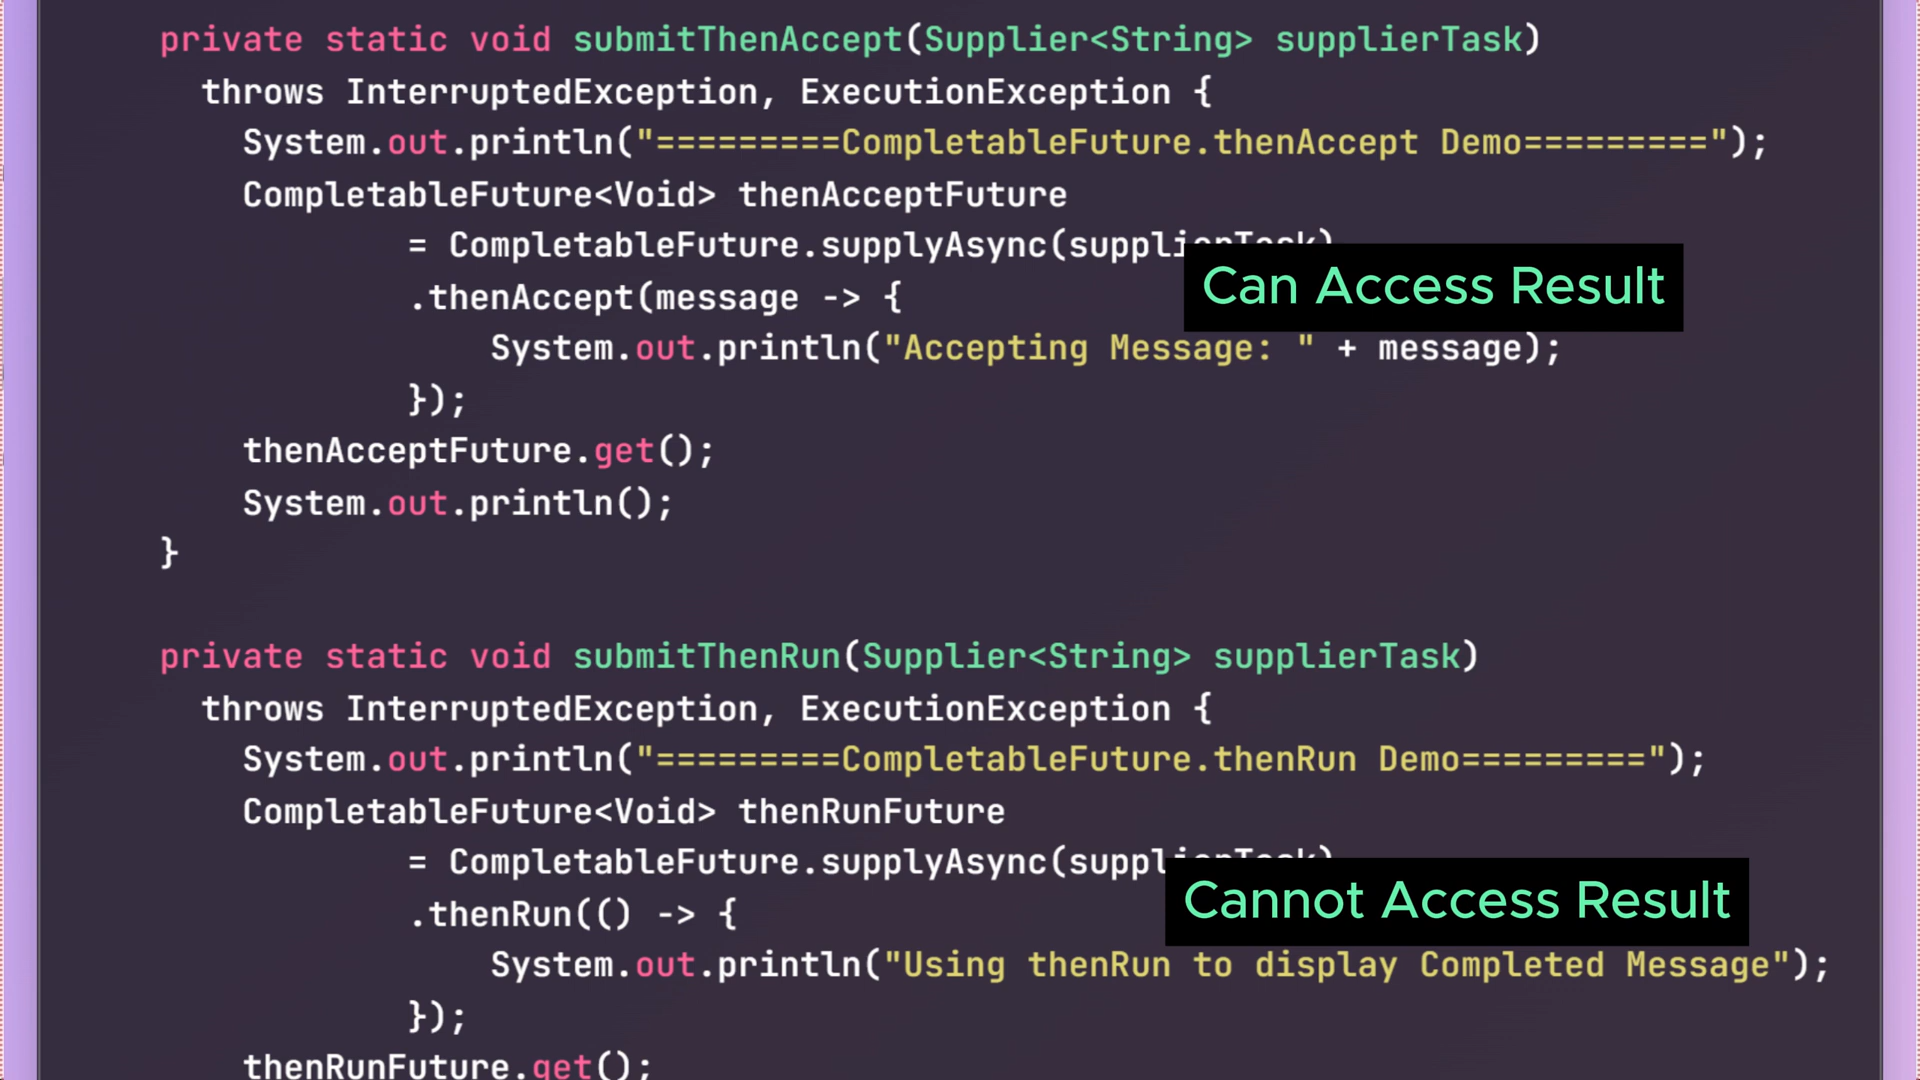 private static void submitThenAccept(Supplier<String> supplierTask)
throws InterruptedException, ExecutionException {
System.out.println("=========CompletableFuture.thenAccept Demo=========");
CompletableFuture<Void> thenAcceptFuture
= CompletableFuture.supplyAsync(supplierTask)
Can Access Result
.thenAccept(message -> {
System.out.println("Accepting Message: " + message);
});
thenAcceptFuture.get();
System.out.println();
}
private static void submitThenRun(Supplier<String> supplierTask)
throws InterruptedException, ExecutionException {
System.out.println("=========CompletableFuture.thenRun Demo=========");
CompletableFuture<Void> thenRunFuture
= CompletableFuture.supplyAsync(supplierTask)
Cannot Access Result
.thenRun(() -> {
System.out.println("Using thenRun to display Completed Message");
});
thenRunFuture.get();